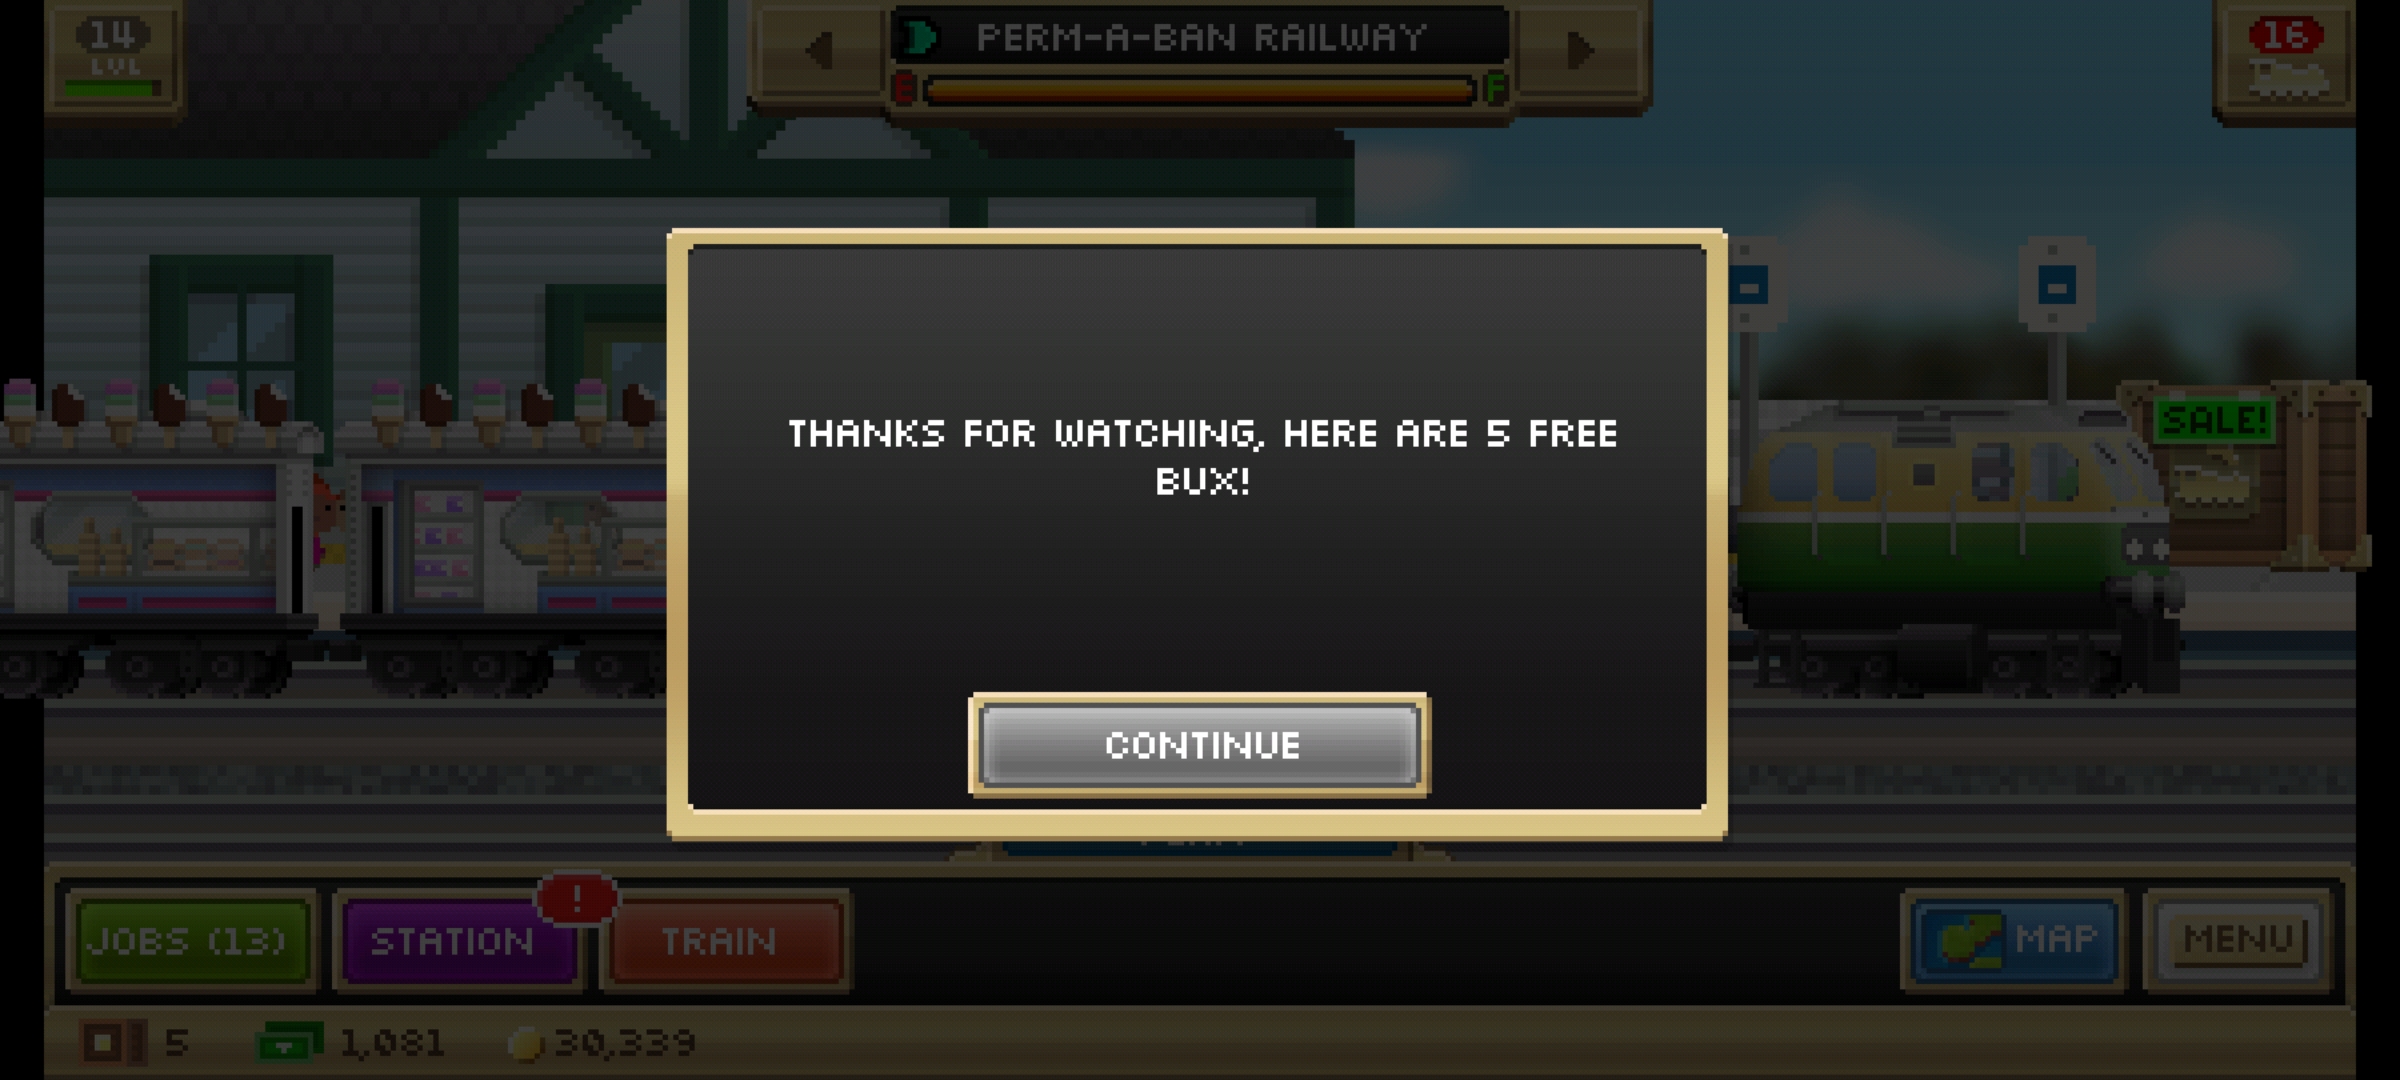 14
LVL
PERM-A-BAN RAILWAY
E
F
16
SALE!
THANKS FOR WATCHING, HERE ARE 5 FREE
BUX!
CONTINUE
JOBS (13)
STATION
!
TRAIN
MAP
MENU
5
1,081
30,339